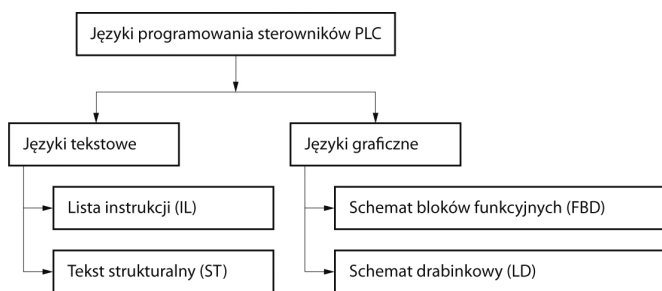 Języki programowania sterowników PLC
Języki tekstowe
Języki graficzne
Lista instrukcji (IL)
Schemat bloków funkcyjnych (FBD)
Tekst strukturalny (ST)
Schemat drabinkowy (LD)